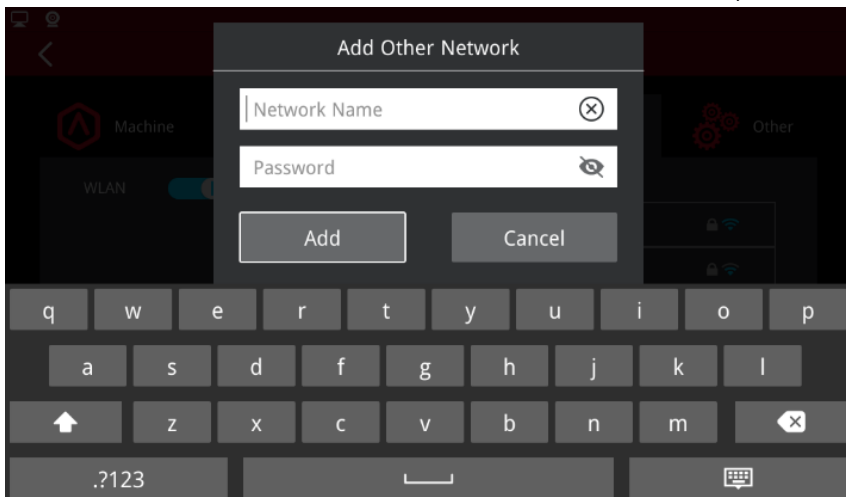 Add Other Network
Machine
Other
Network Name
WLAN
Password
Add
Cancel
q w e r t y u i o p
a s d f g h j k l
z x c v b n m
.?123